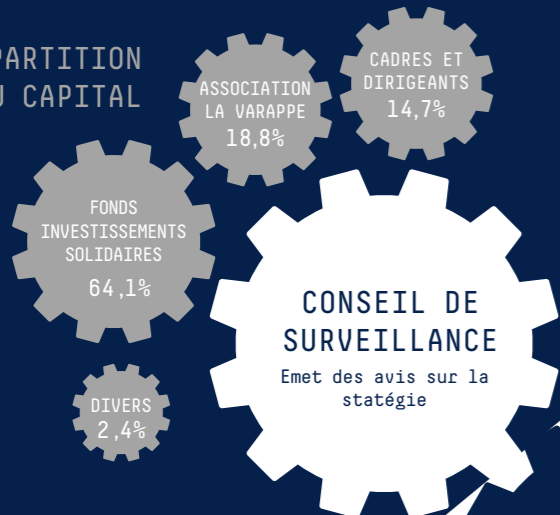 PARTITION
U CAPITAL
ASSOCIATION
LA VARAPPE
18,8%
CADRES ET
DIRIGEANTS
14,7%
FONDS
INVESTISSEMENTS
SOLIDAIRES
64,1%
DIVERS
2,4%
CONSEIL DE
SURVEILLANCE
Emet des avis sur la
statégie